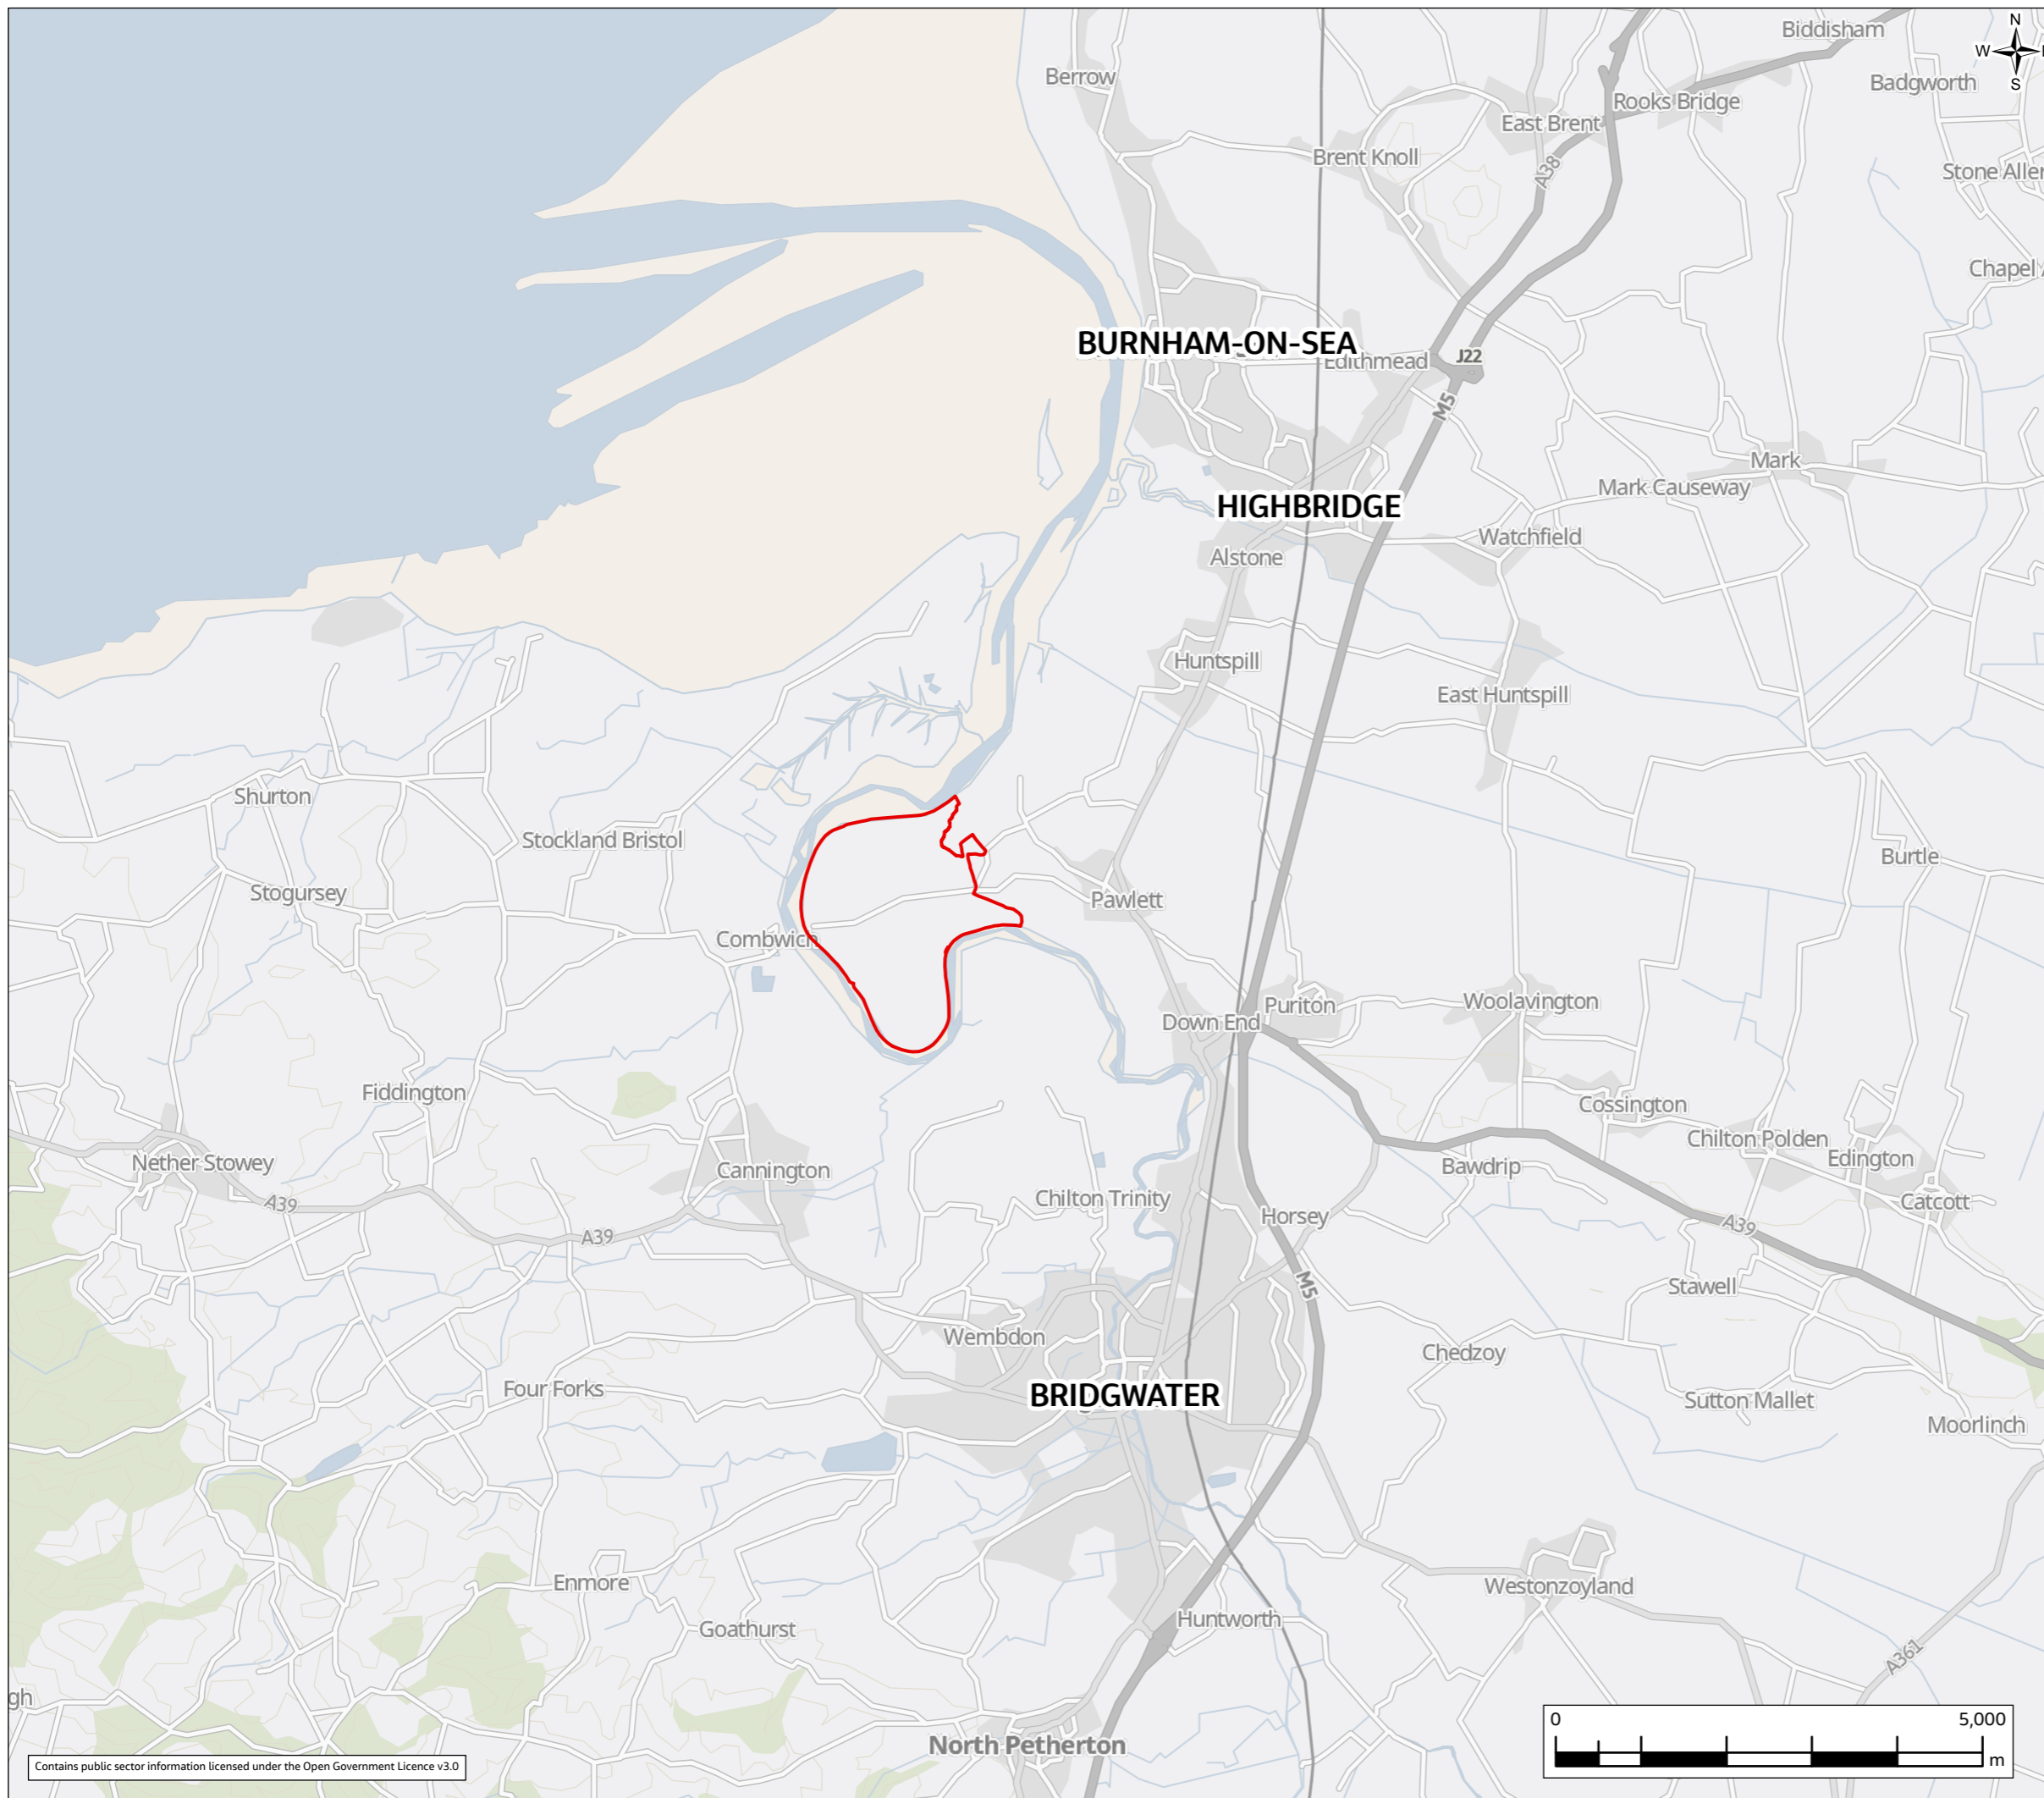 Biddisham
N
W
S
Berrow
Badgworth
Rooks Bridge
East Brent
Brent Knoll
A38
Stone Aller
Chapel A
BURNHAM-ON-SEA
Edithmead
J22
M5
Mark
Mark Causeway
HIGHBRIDGE
Watchfield
Alstone
Huntspill
East Huntspill
Shurton
Stockland Bristol
Burtle
Stogursey
Pawlett
Combwich
Puriton
Woolavington
Down End
Fiddington
Cossington
Chilton Polden
Edington
Nether Stowey
Cannington
Bawdrip
Chilton Trinity
Catcott
A39
Horsey
A39
A39
M5
Stawell
Wembdon
Chedzoy
Four Forks
BRIDGWATER
Sutton Mallet
Moorlinch
Enmore
Westonzoyland
Goathurst
Huntworth
A361
gh
North Petherton
0 5,000
m
Contains public sector information licensed under the Open Government Licence v3.0